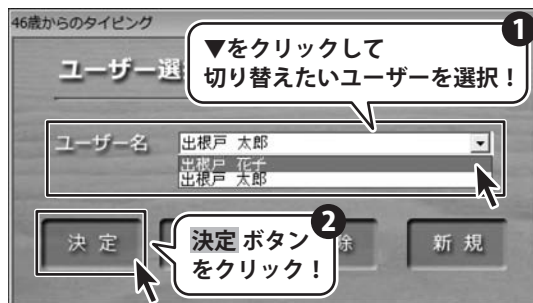 46歳からのタイピング
1
▼をクリックして
切り替えたいユーザーを選択！
ユーザー選
ユーザー名
出根戸 太郎
出根戸 花子
出根戸 太郎
決定
2
決定 ボタン
をクリック！
除
新規